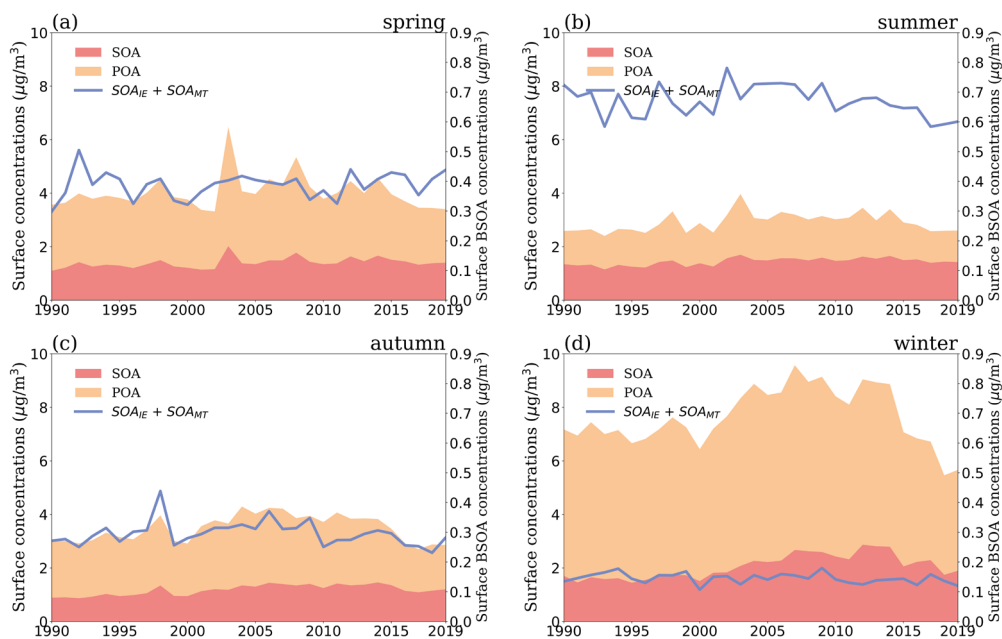 (a) spring
Surface concentrations (μg/m³)
10
8
6
4
2
0
SOA
POA
SOA_IE + SOA_MT
0.9
0.8
0.7
0.6
0.5
0.4
0.3
0.2
0.1
0.0
Surface BSOA concentrations (μg/m³)
1990 1995 2000 2005 2010 2015 2019
(b) summer
Surface concentrations (μg/m³)
10
8
6
4
2
0
SOA
POA
SOA_IE + SOA_MT
0.9
0.8
0.7
0.6
0.5
0.4
0.3
0.2
0.1
0.0
Surface BSOA concentrations (μg/m³)
1990 1995 2000 2005 2010 2015 2019
(c) autumn
Surface concentrations (μg/m³)
10
8
6
4
2
0
SOA
POA
SOA_IE + SOA_MT
0.9
0.8
0.7
0.6
0.5
0.4
0.3
0.2
0.1
0.0
Surface BSOA concentrations (μg/m³)
1990 1995 2000 2005 2010 2015 2019
(d) winter
Surface concentrations (μg/m³)
10
8
6
4
2
0
SOA
POA
SOA_IE + SOA_MT
0.9
0.8
0.7
0.6
0.5
0.4
0.3
0.2
0.1
0.0
Surface BSOA concentrations (μg/m³)
1990 1995 2000 2005 2010 2015 2019